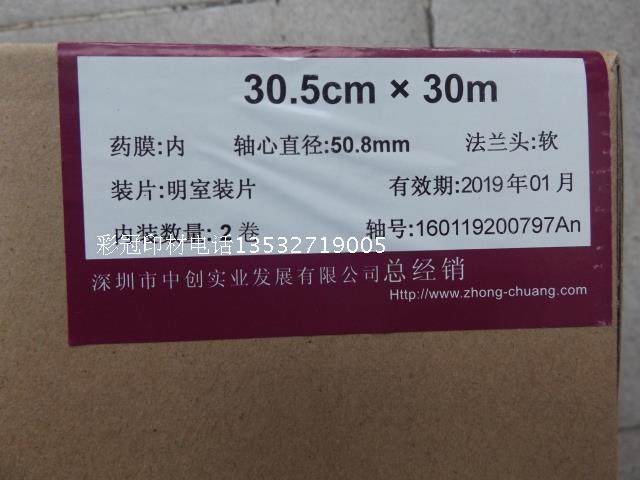 30.5cm × 30m
药膜:内 轴心直径:50.8mm 法兰头:软
装片:明室装片 有效期:2019年01月
内装数量: 2 卷 轴号:160119200797An
彩冠印材电话13532719005
深圳市中创实业发展有限公司总经销
Http://www.zhong-chuang.com